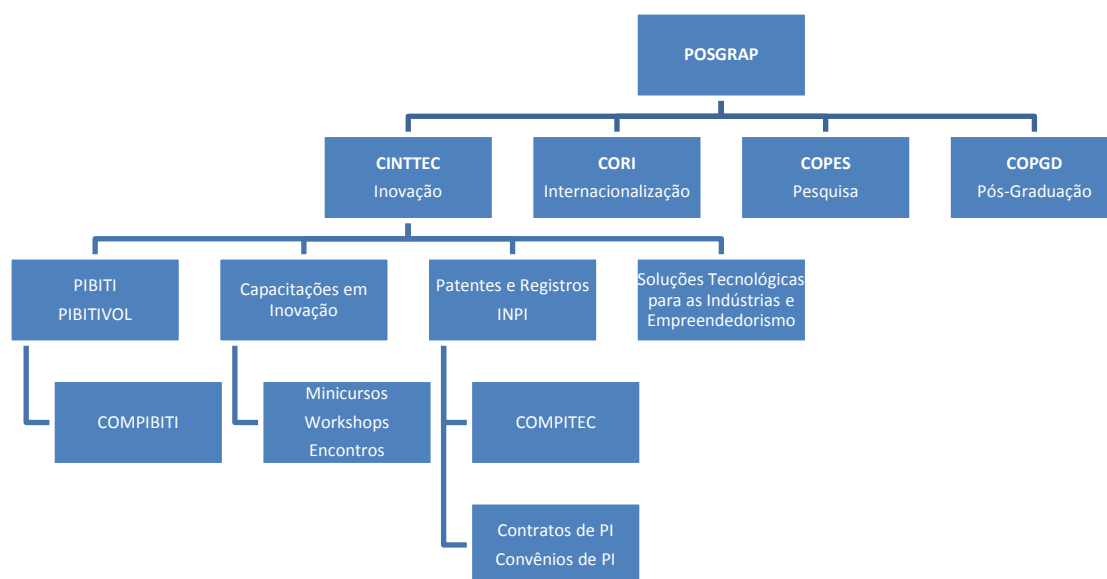 POSGRAP
CINTTEC
Inovação
CORI
Internacionalização
COPES
Pesquisa
COPGD
Pós-Graduação
PIBITI
PIBITIVOL
Capacitações em
Inovação
Patentes e Registros
INPI
Soluções Tecnológicas
para as Indústrias e
Empreendedorismo
COMPIBITI
Minicursos
Workshops
Encontros
COMPITEC
Contratos de PI
Convênios de PI